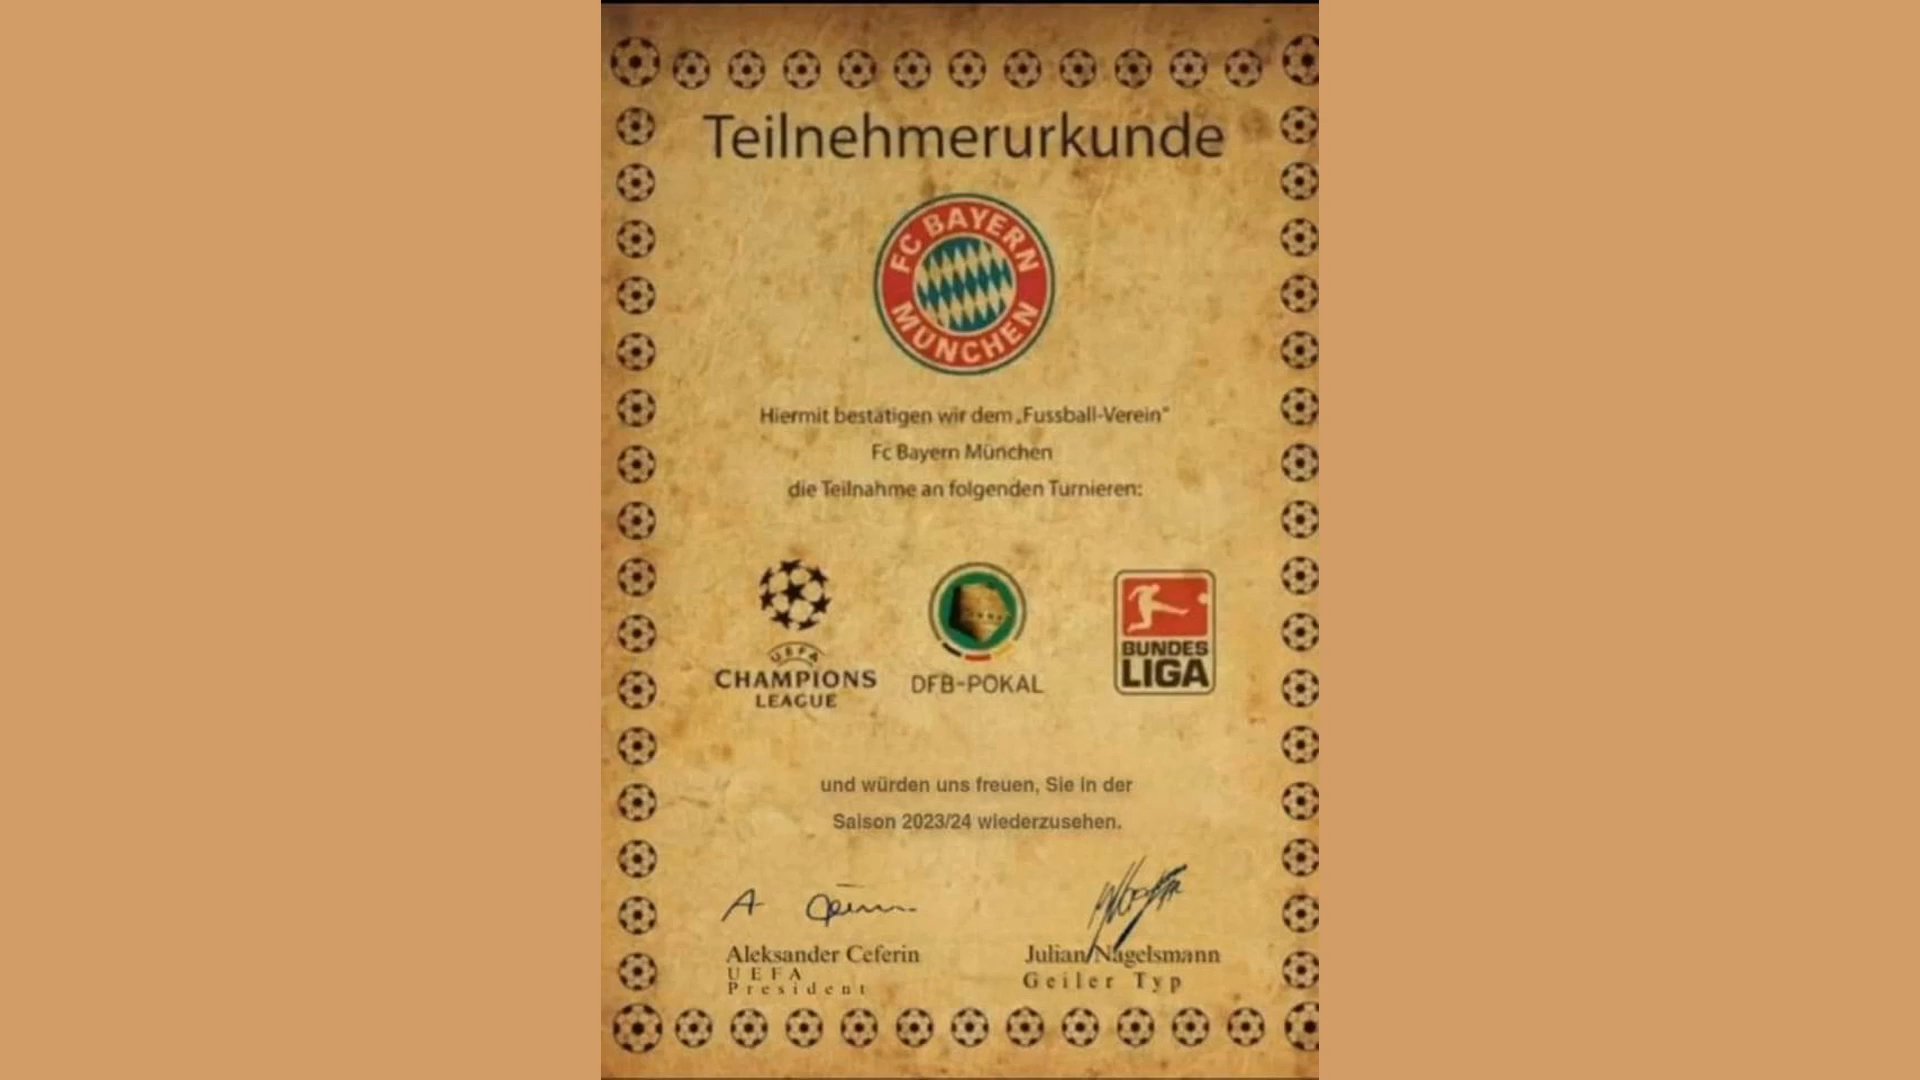 Teilnehmerurkunde
FC BAYERN
MÜNCHEN
Hiermit bestätigen wir dem „Fussball-Verein"
Fc Bayern München
die Teilnahme an folgenden Turnieren:
UEFA
CHAMPIONS
LEAGUE
DFB-POKAL
BUNDES
LIGA
und würden uns freuen, Sie in der
Saison 2023/24 wiederzusehen.
Aleksander Ceferin
UEFA
President
Julian Nagelsmann
Geiler Typ